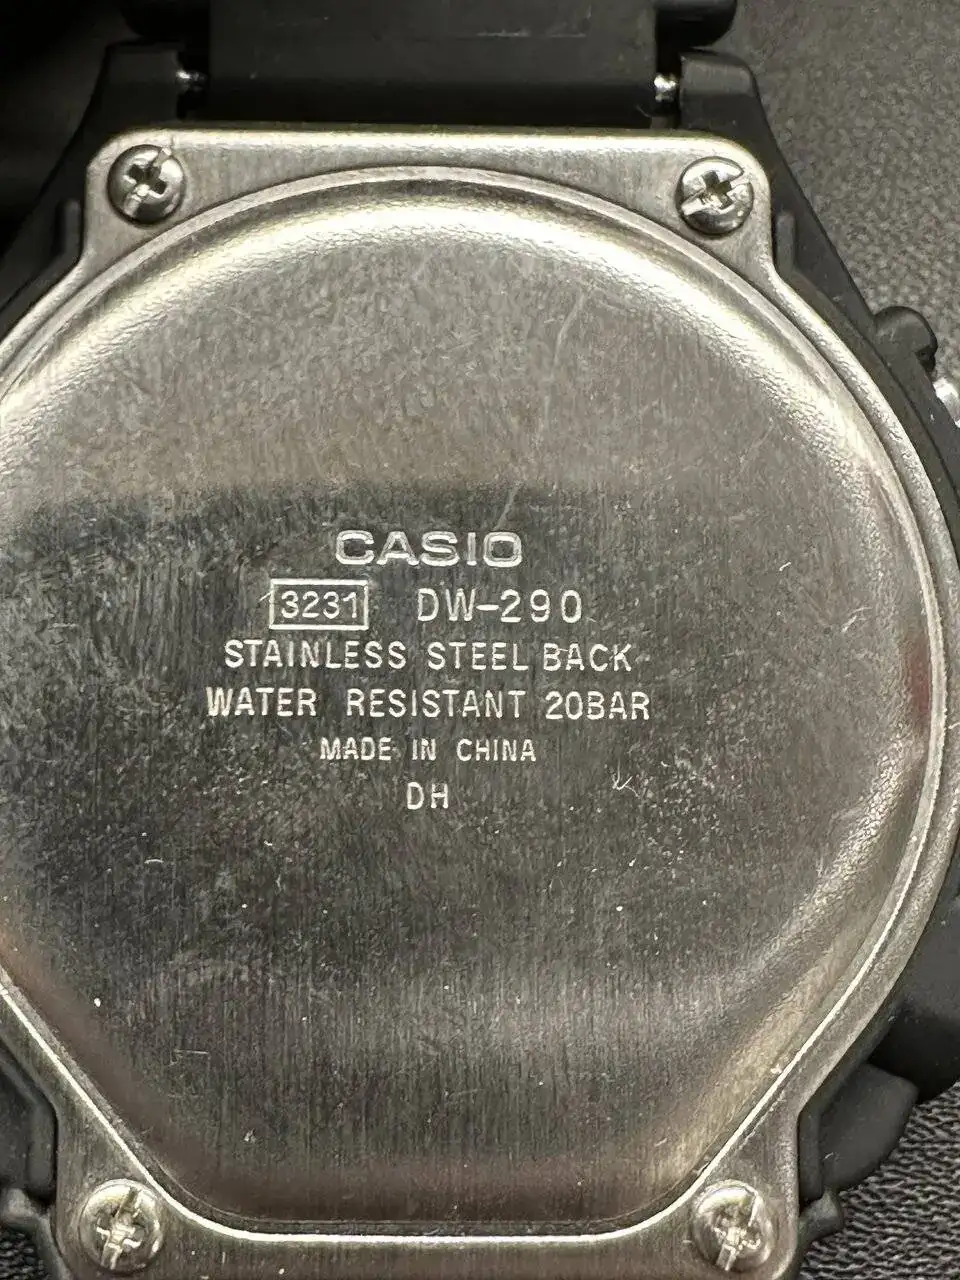 CASIO
3231 DW-290
STAINLESS STEEL BACK
WATER RESISTANT 20BAR
MADE IN CHINA
DH